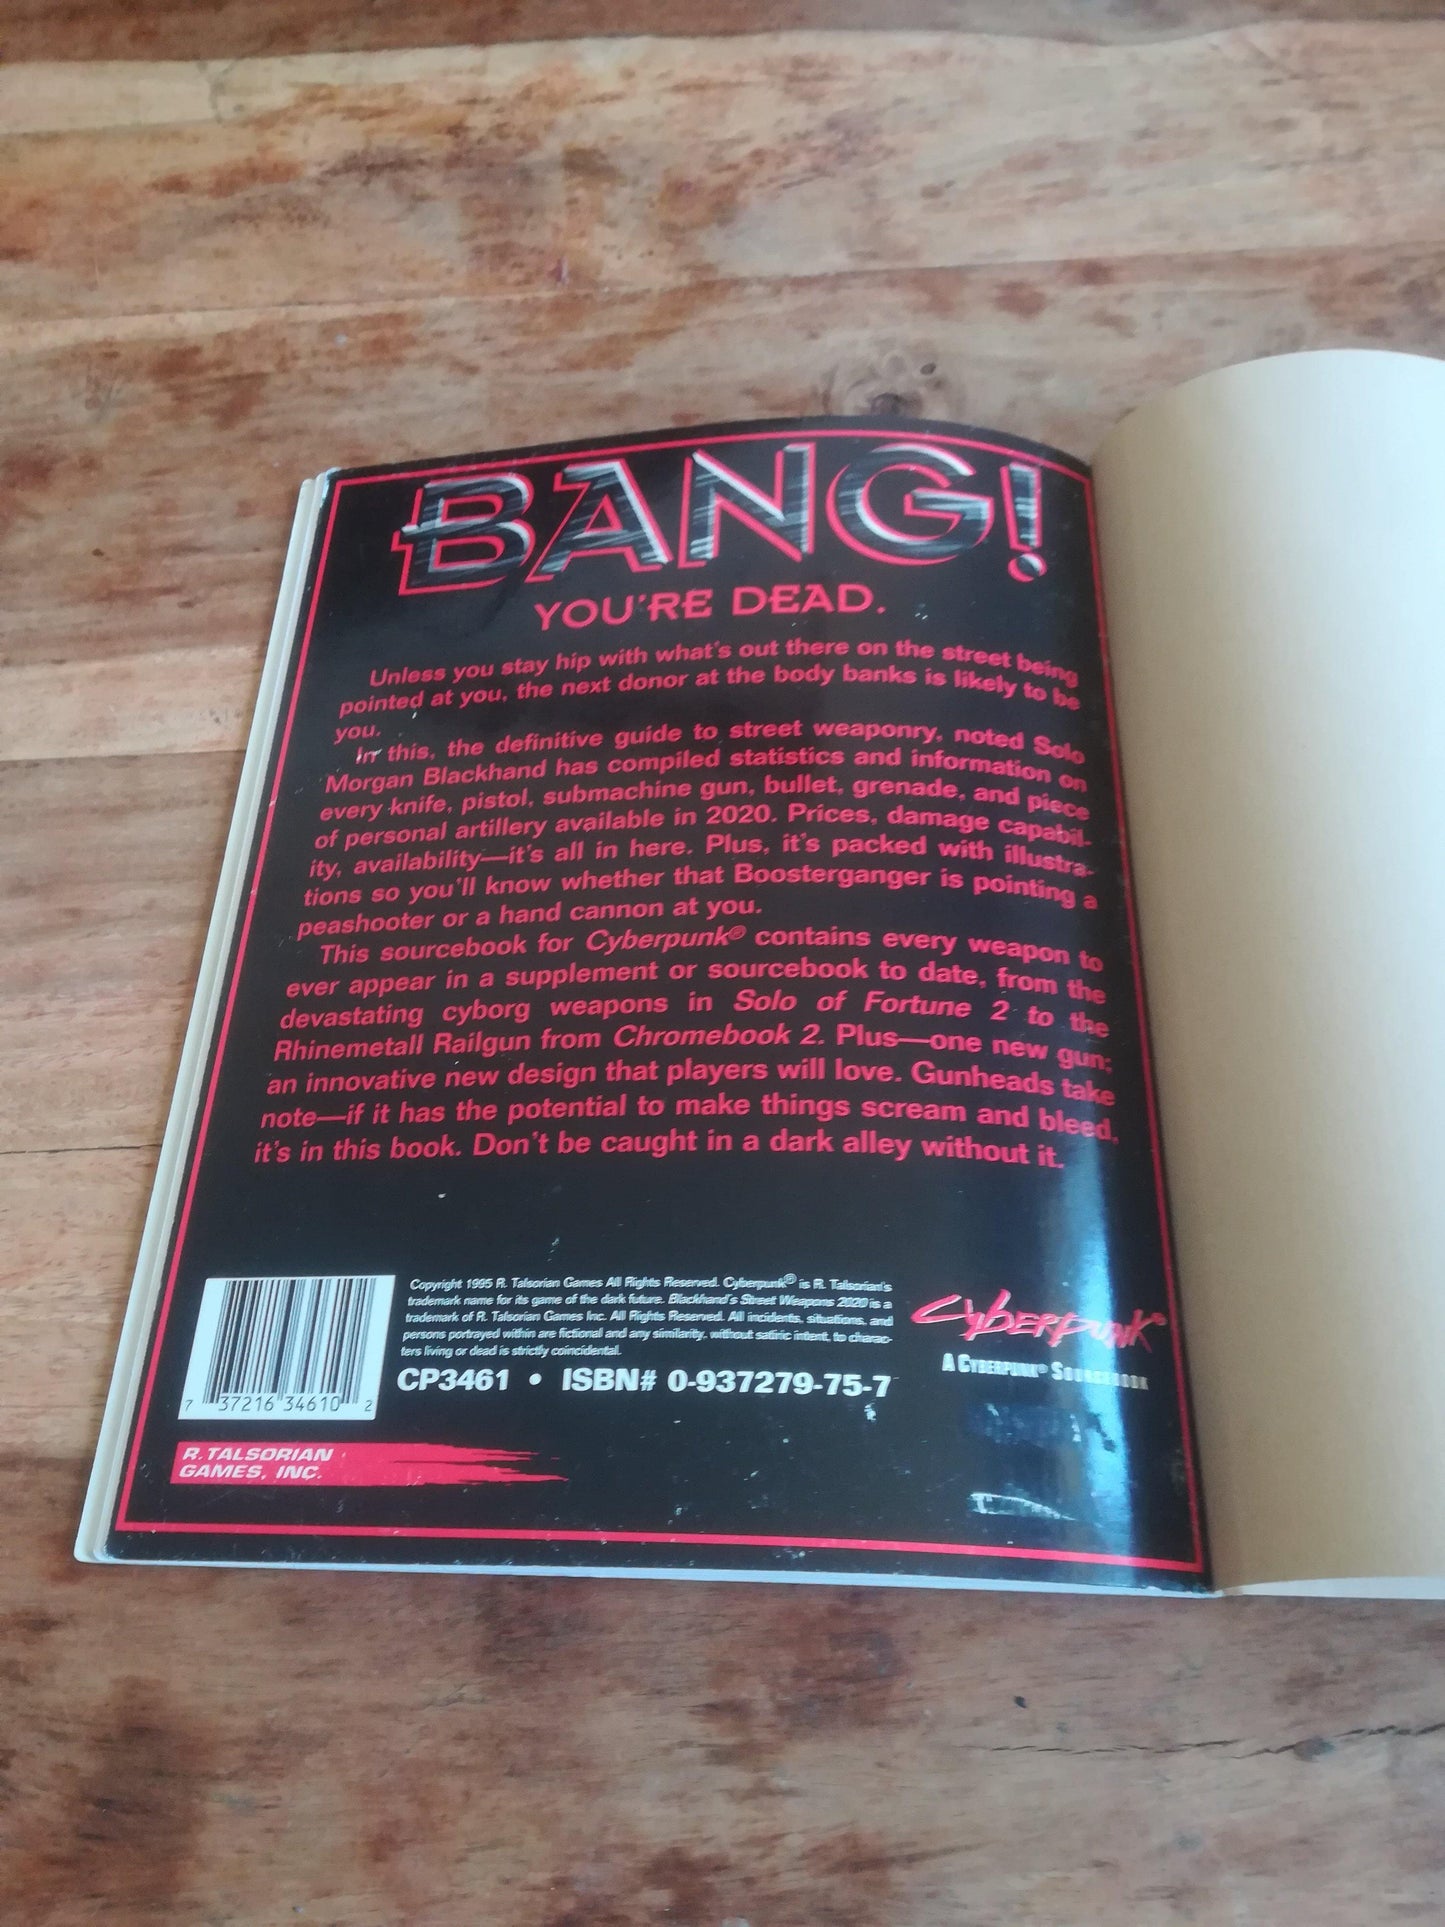 BANG!
YOU'RE DEAD.
Unless you stay hip with what's out there on the street being
pointed at you, the next donor at the body banks is likely to be
you.
In this, the definitive guide to street weaponry, noted Solo
Morgan Blackhand has compiled statistics and information on
every knife, pistol, submachine gun, bullet, grenade, and piece
of personal artillery available in 2020. Prices, damage capabil-
ity, availability—it's all in here. Plus, it's packed with illustra-
tions so you'll know whether that Boosterganger is pointing a
peashooter or a hand cannon at you.
This sourcebook for Cyberpunk® contains every weapon to
ever appear in a supplement or sourcebook to date, from the
devastating cyborg weapons in Solo of Fortune 2 to the
Rhinemetall Railgun from Chromebook 2. Plus—one new gun;
an innovative new design that players will love. Gunheads take
note—if it has the potential to make things scream and bleed,
it's in this book. Don't be caught in a dark alley without it.
Copyright 1995 R. Talsorian Games All Rights Reserved. Cyberpunk® is R. Talsorian's
trademark name for its game of the dark future. Blackhand's Street Weapons 2020 is a
trademark of R. Talsorian Games Inc. All Rights Reserved. All incidents, situations, and
persons portrayed within are fictional and any similarity, without satiric intent, to charac-
ters living or dead is strictly coincidental.
CP3461 • ISBN# 0-937279-75-7
7 37216 34610 2
CYBERPUNK®
A CYBERPUNK® SOURCEBOOK
R. TALSORIAN
GAMES, INC.